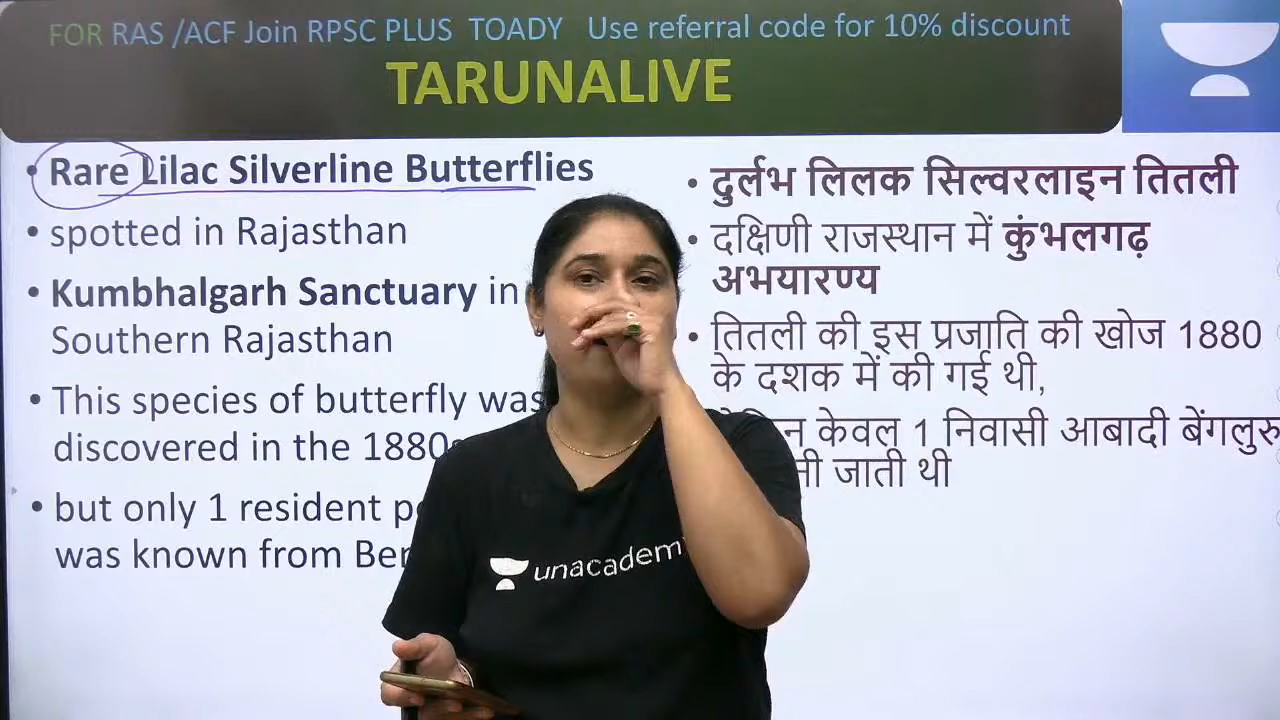 FOR RAS /ACF Join RPSC PLUS TOADY Use referral code for 10% discount
TARUNALIVE
• Rare Lilac Silverline Butterflies
• spotted in Rajasthan
• Kumbhalgarh Sanctuary in
Southern Rajasthan
• This species of butterfly was
discovered in the 1880s
• but only 1 resident
was known from
• दुर्लभ लिलक सिल्वरलाइन तितली
• दक्षिणी राजस्थान में कुंभलगढ़
अभयारण्य
• तितली की इस प्रजाति की खोज 1880
के दशक में की गई थी,
केवल 1 निवासी आबादी बेंगलुरु
जाती थी
unacademy